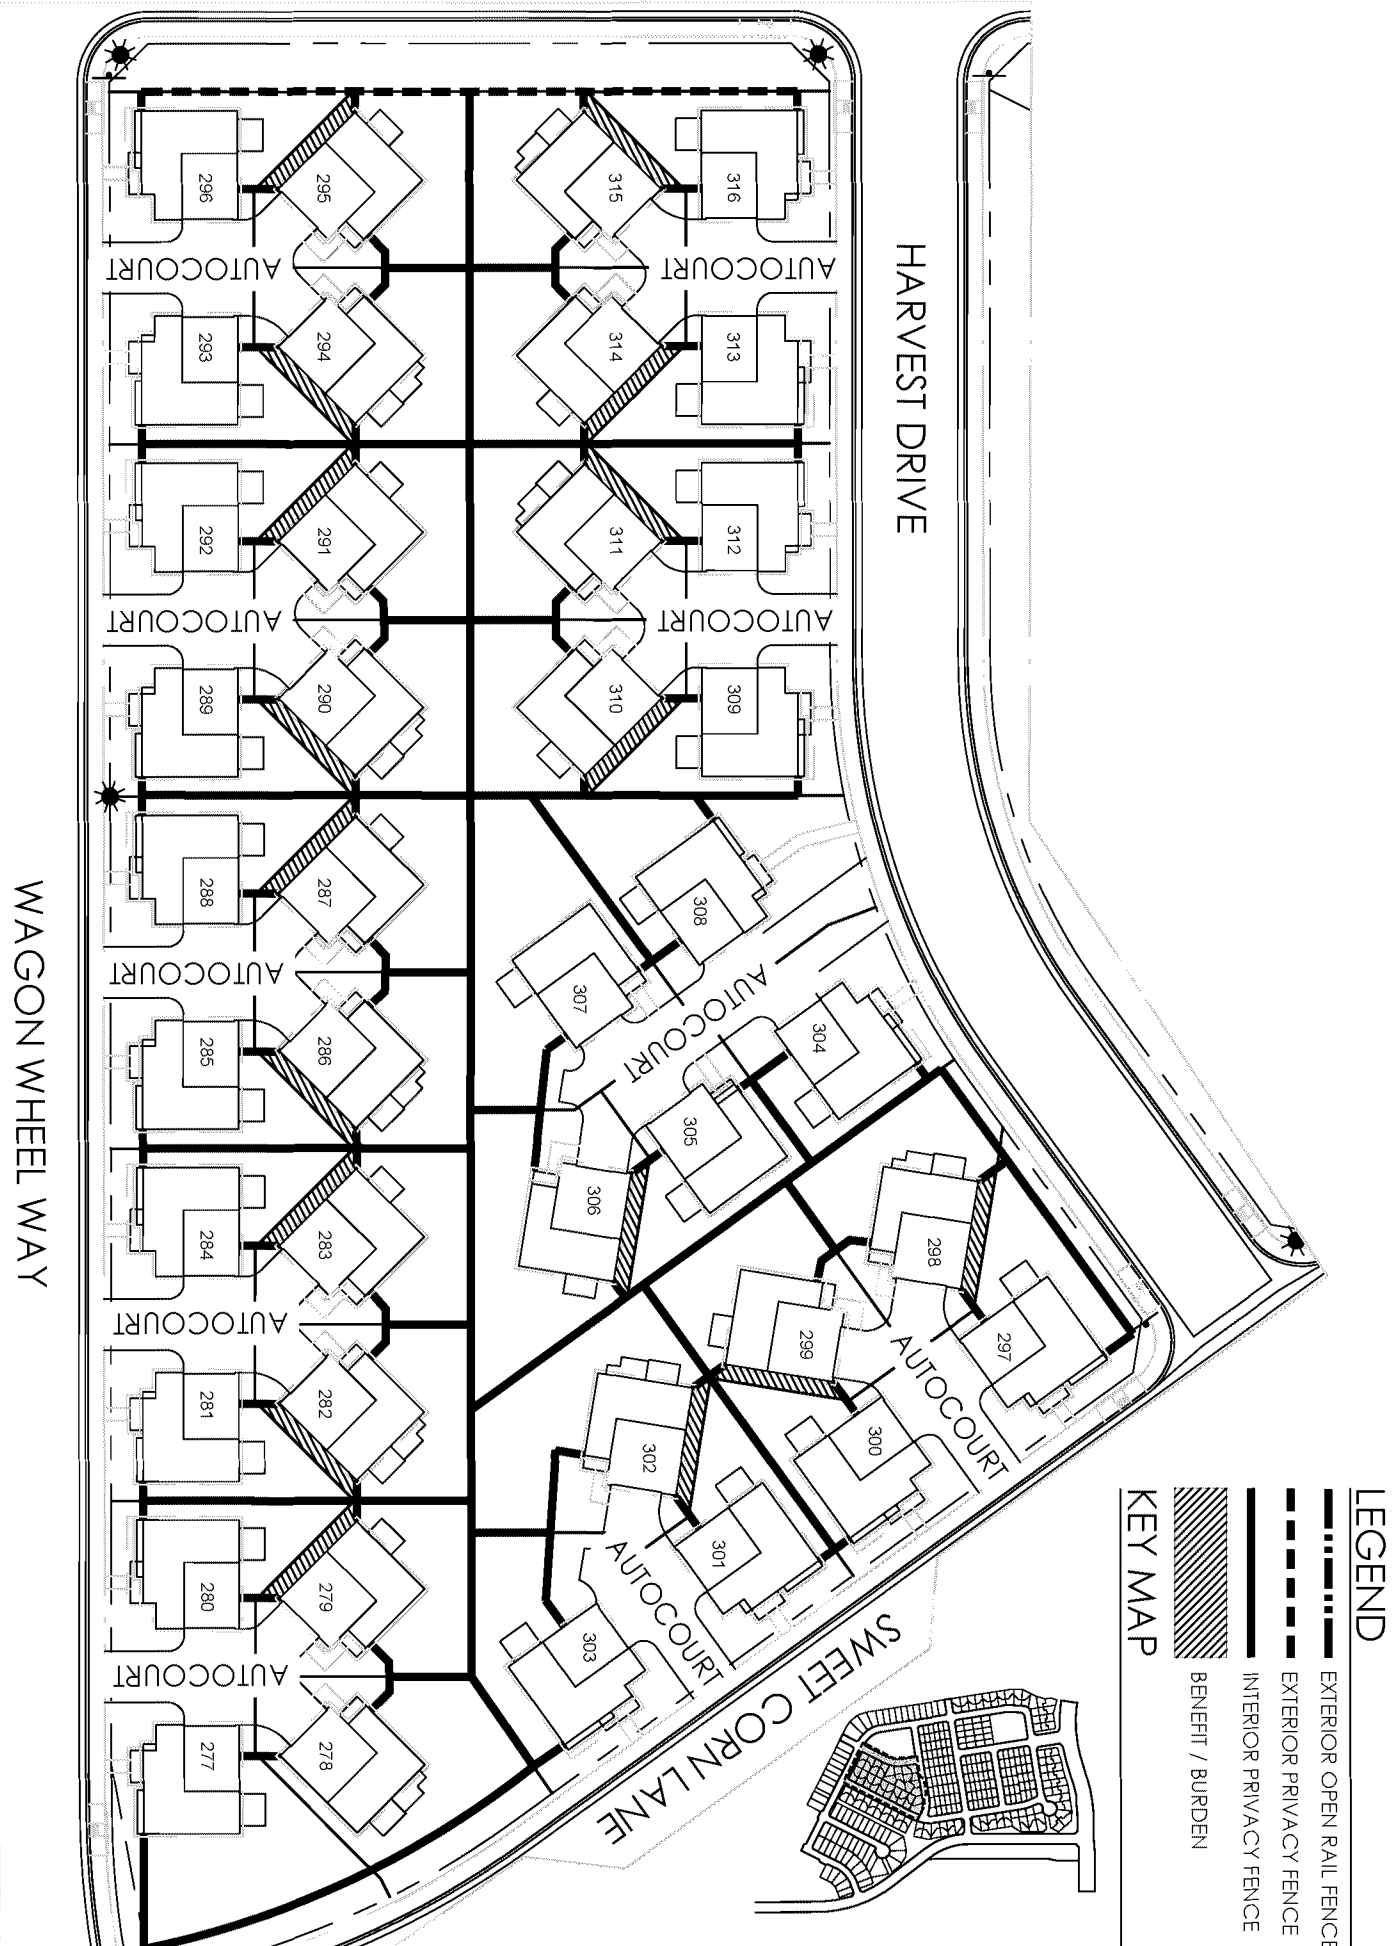 HARVEST DRIVE
WAGON WHEEL WAY
SWEET CORN LANE
316
315
295
296
AUTOCOURT
AUTOCOURT
313
314
294
293
312
311
291
292
AUTOCOURT
AUTOCOURT
309
310
290
289
308
307
287
288
AUTOCOURT
AUTOCOURT
304
305
306
286
285
298
297
299
300
AUTOCOURT
283
284
AUTOCOURT
302
301
303
AUTOCOURT
282
281
279
280
AUTOCOURT
278
277
LEGEND
EXTERIOR OPEN RAIL FENCE
EXTERIOR PRIVACY FENCE
INTERIOR PRIVACY FENCE
BENEFIT / BURDEN
KEY MAP